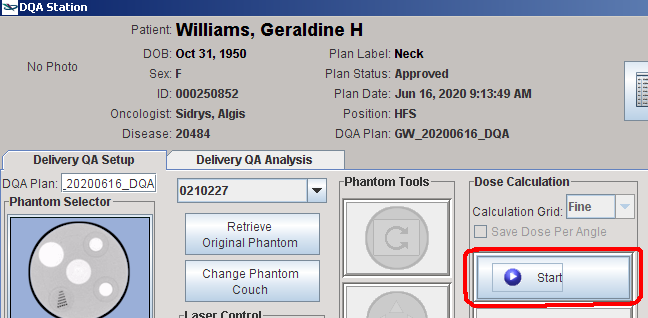 DQA Station
Patient: Williams, Geraldine H
No Photo
DOB: Oct 31, 1950
Plan Label: Neck
Sex: F
Plan Status: Approved
ID: 000250852
Plan Date: Jun 16, 2020 9:13:49 AM
Oncologist: Sidrys, Algis
Position: HFS
Disease: 20484
DQA Plan: GW_20200616_DQA
Delivery QA Setup
Delivery QA Analysis
DQA Plan: _20200616_DQA
Phantom Selector
0210227
Retrieve
Original Phantom
Change Phantom
Couch
Laser Control
Phantom Tools
Dose Calculation
Calculation Grid: Fine
Save Dose Per Angle
Start